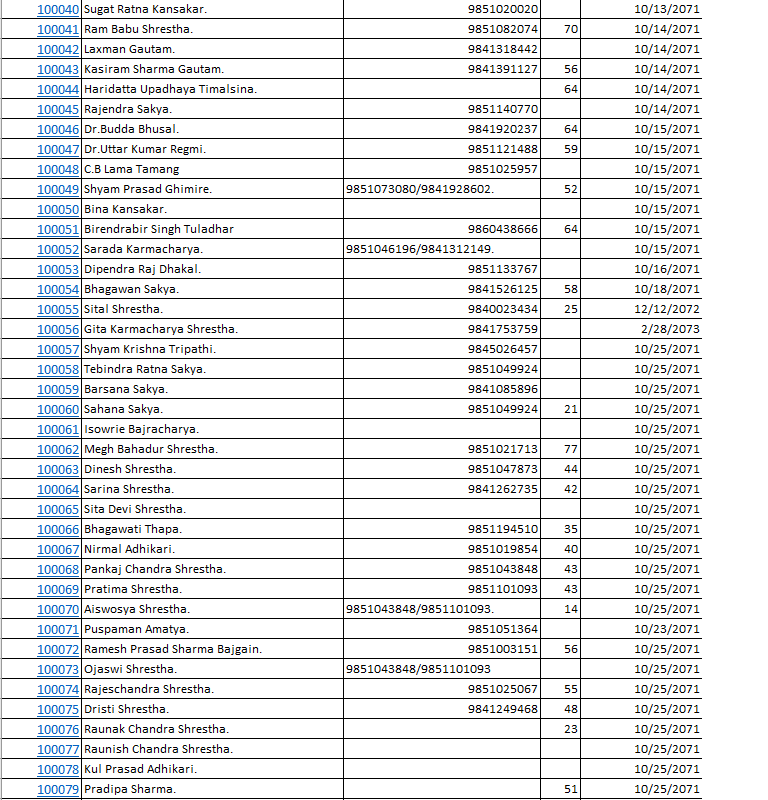 100040 Sugat Ratna Kansakar. 9851020020 10/13/2071
100041 Ram Babu Shrestha. 9851082074 70 10/14/2071
100042 Laxman Gautam. 9841318442 10/14/2071
100043 Kasiram Sharma Gautam. 9841391127 56 10/14/2071
100044 Haridatta Upadhaya Timalsina. 64 10/14/2071
100045 Rajendra Sakya. 9851140770 10/14/2071
100046 Dr.Budda Bhusal. 9841920237 64 10/15/2071
100047 Dr.Uttar Kumar Regmi. 9851121488 59 10/15/2071
100048 C.B Lama Tamang 9851025957 10/15/2071
100049 Shyam Prasad Ghimire. 9851073080/9841928602. 52 10/15/2071
100050 Bina Kansakar. 10/15/2071
100051 Birendrabir Singh Tuladhar 9860438666 64 10/15/2071
100052 Sarada Karmacharya. 9851046196/9841312149. 10/15/2071
100053 Dipendra Raj Dhakal. 9851133767 10/16/2071
100054 Bhagawan Sakya. 9841526125 58 10/18/2071
100055 Sital Shrestha. 9840023434 25 12/12/2072
100056 Gita Karmacharya Shrestha. 9841753759 2/28/2073
100057 Shyam Krishna Tripathi. 9845026457 10/25/2071
100058 Tebindra Ratna Sakya. 9851049924 10/25/2071
100059 Barsana Sakya. 9841085896 10/25/2071
100060 Sahana Sakya. 9851049924 21 10/25/2071
100061 Isowrie Bajracharya. 10/25/2071
100062 Megh Bahadur Shrestha. 9851021713 77 10/25/2071
100063 Dinesh Shrestha. 9851047873 44 10/25/2071
100064 Sarina Shrestha. 9841262735 42 10/25/2071
100065 Sita Devi Shrestha. 10/25/2071
100066 Bhagawati Thapa. 9851194510 35 10/25/2071
100067 Nirmal Adhikari. 9851019854 40 10/25/2071
100068 Pankaj Chandra Shrestha. 9851043848 43 10/25/2071
100069 Pratima Shrestha. 9851101093 43 10/25/2071
100070 Aiswosya Shrestha. 9851043848/9851101093. 14 10/25/2071
100071 Puspaman Amatya. 9851051364 10/23/2071
100072 Ramesh Prasad Sharma Bajgain. 9851003151 56 10/25/2071
100073 Ojaswi Shrestha. 9851043848/9851101093 10/25/2071
100074 Rajeschandra Shrestha. 9851025067 55 10/25/2071
100075 Dristi Shrestha. 9841249468 48 10/25/2071
100076 Raunak Chandra Shrestha. 23 10/25/2071
100077 Raunish Chandra Shrestha. 10/25/2071
100078 Kul Prasad Adhikari. 10/25/2071
100079 Pradipa Sharma. 51 10/25/2071